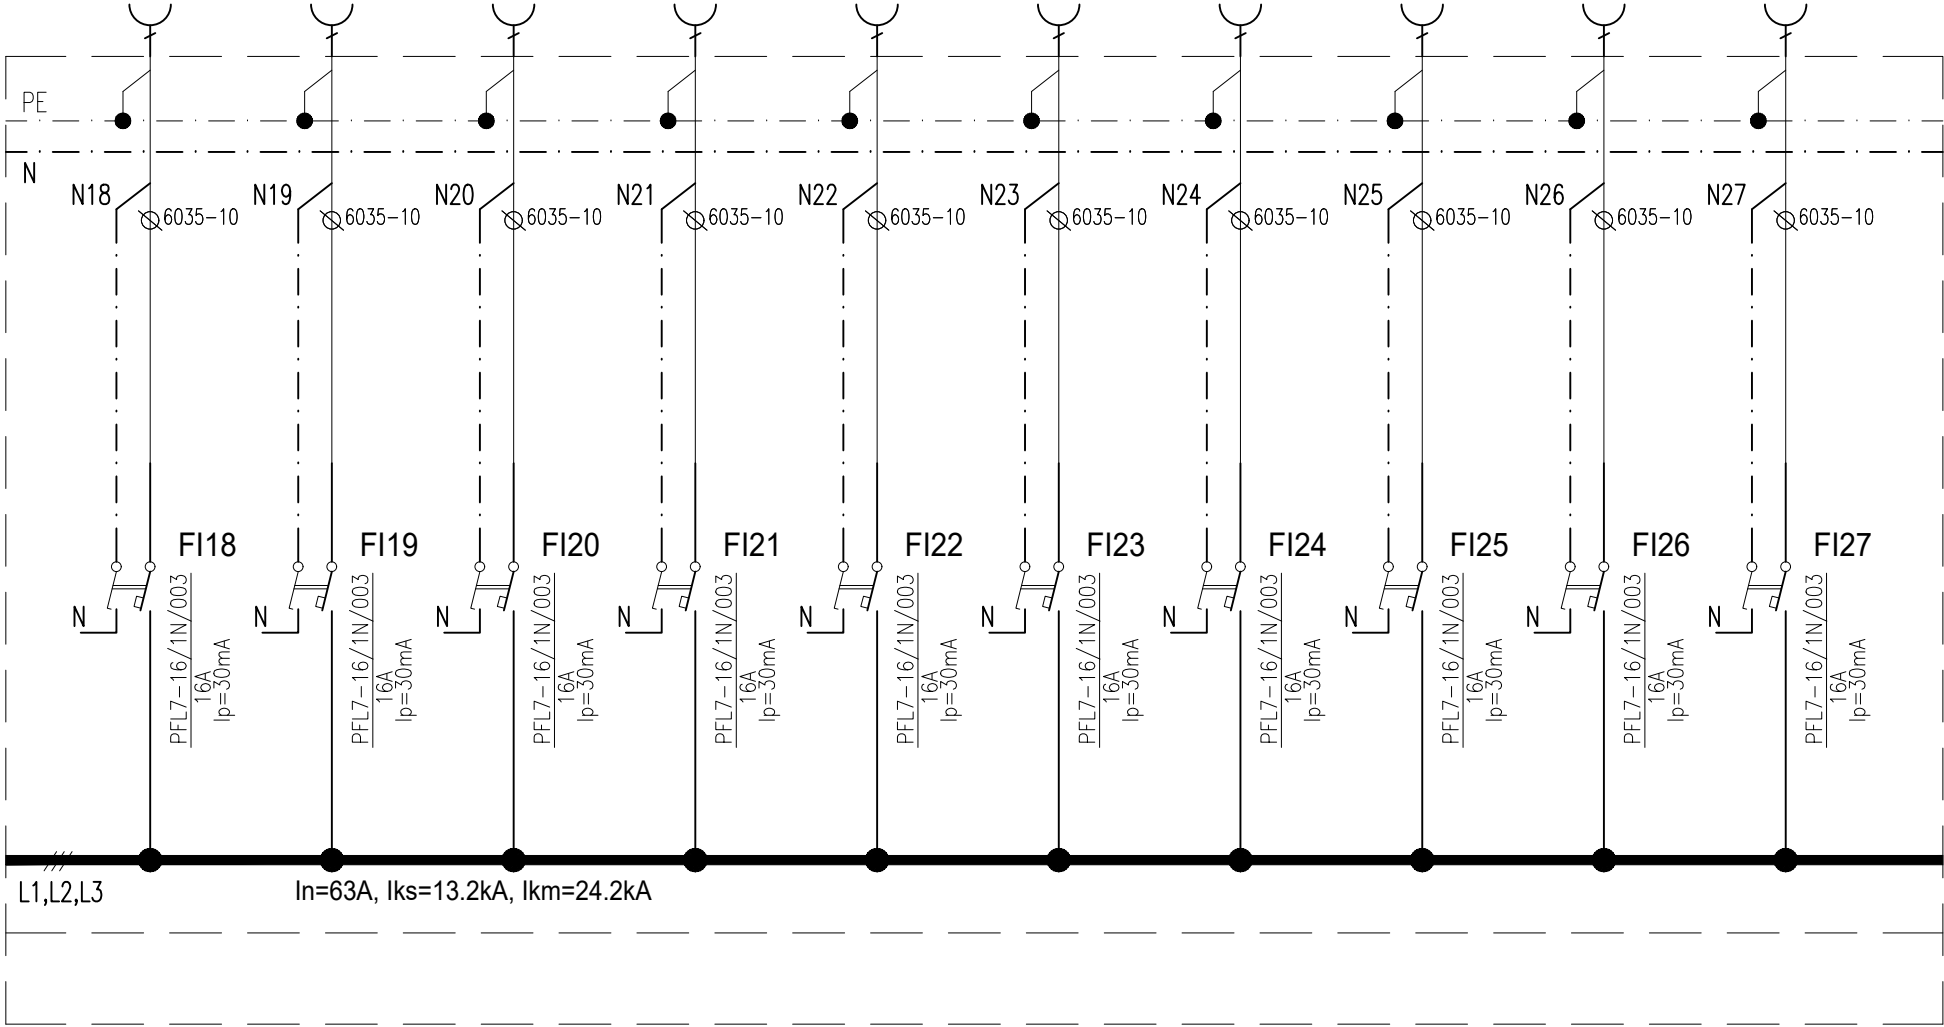 PE
N
N18 6035-10 N19 6035-10 N20 6035-10 N21 6035-10 N22 6035-10 N23 6035-10 N24 6035-10 N25 6035-10 N26 6035-10 N27 6035-10
FI18 FI19 FI20 FI21 FI22 FI23 FI24 FI25 FI26 FI27
N N N N N N N N N N
PFL7-16/1N/003
16A
Ip=30mA
PFL7-16/1N/003
16A
Ip=30mA
PFL7-16/1N/003
16A
Ip=30mA
PFL7-16/1N/003
16A
Ip=30mA
PFL7-16/1N/003
16A
Ip=30mA
PFL7-16/1N/003
16A
Ip=30mA
PFL7-16/1N/003
16A
Ip=30mA
PFL7-16/1N/003
16A
Ip=30mA
PFL7-16/1N/003
16A
Ip=30mA
PFL7-16/1N/003
16A
Ip=30mA
L1,L2,L3 In=63A, Iks=13.2kA, Ikm=24.2kA